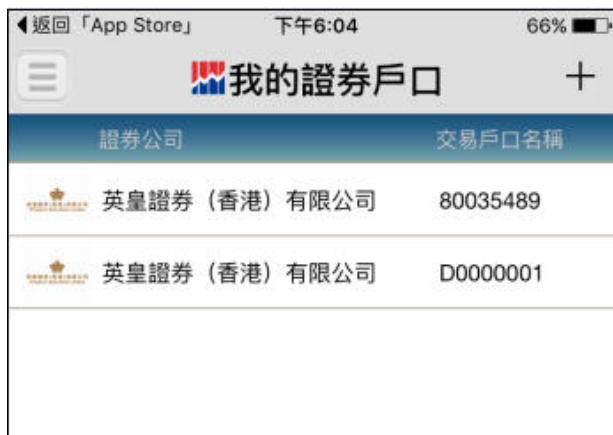 返回「App Store」 下午6:04 66%
我的證券戶口
證券公司 交易戶口名稱
英皇證券（香港）有限公司 80035489
英皇證券（香港）有限公司 D0000001